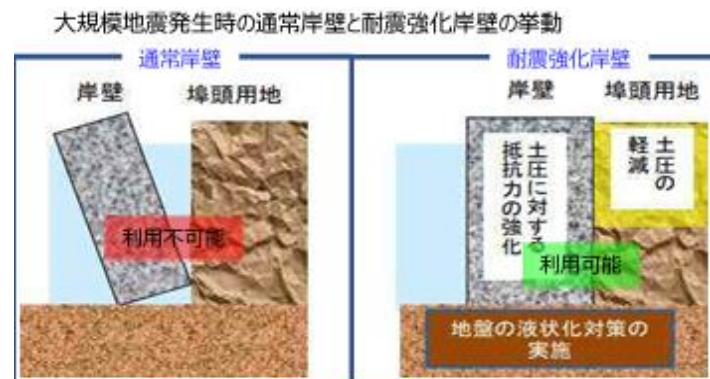 大規模地震発生時の通常岸壁と耐震強化岸壁の挙動
通常岸壁
岸壁
埠頭用地
利用不可能
耐震強化岸壁
岸壁
埠頭用地
土圧に対する
抵抗力の強化
土圧の
軽減
利用可能
地盤の液状化対策の
実施